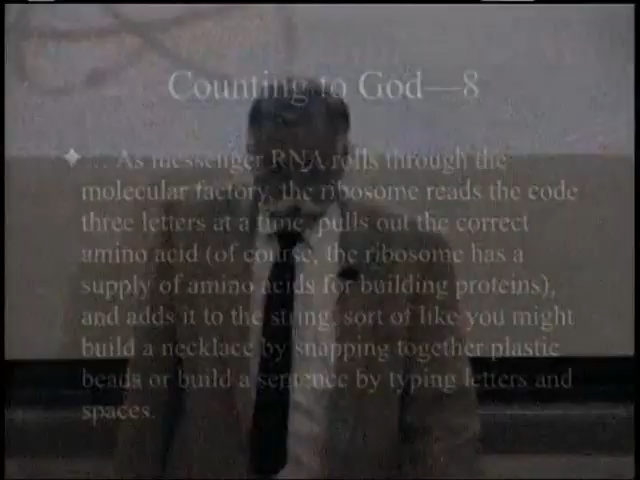 Counting to God—8
... As messenger RNA rolls through the
molecular factory, the ribosome reads the code
three letters at a time, pulls out the correct
amino acid (of course, the ribosome has a
supply of amino acids for building proteins),
and adds it to the string, sort of like you might
build a necklace by snapping together plastic
beads or build a sentence by typing letters and
spaces.